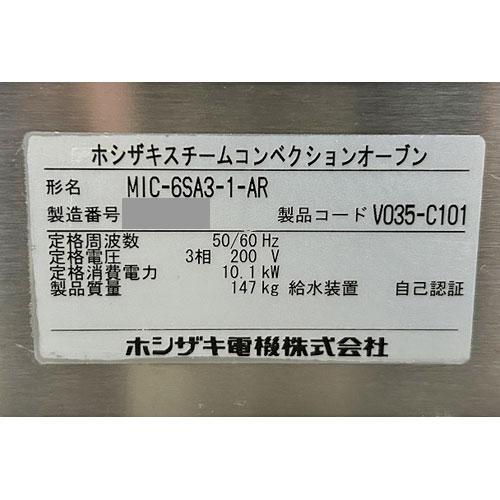 ホシザキスチームコンベクションオーブン
形名 MIC-6SA3-1-AR
製造番号 製品コード V035-C101
定格周波数 50/60 Hz
定格電圧 3相 200 V
定格消費電力 10.1 kW
製品質量 147 kg 給水装置 自己認証
ホシザキ電機株式会社